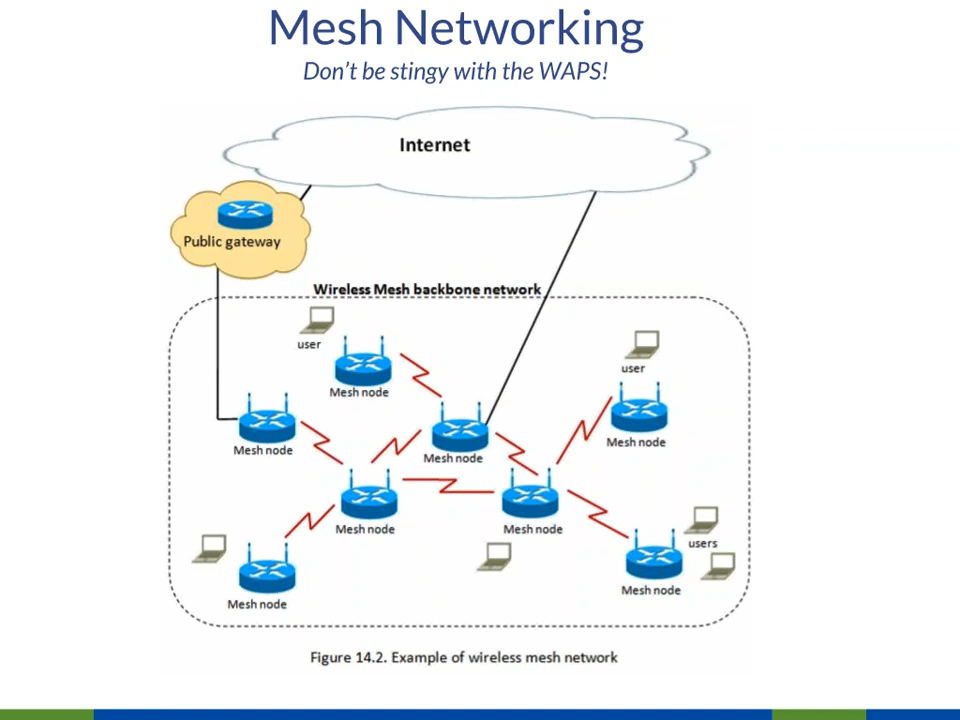 Mesh Networking
Don't be stingy with the WAPS!
Internet
Public gateway
Wireless Mesh backbone network
user
user
Mesh node
Mesh node
Mesh node
Mesh node
Mesh node
Mesh node
users
Mesh node
Mesh node
Figure 14.2. Example of wireless mesh network